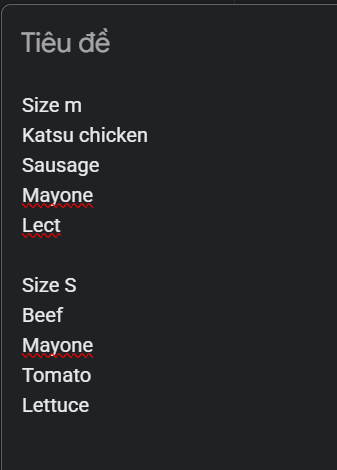 Tiêu đề
Size m
Katsu chicken
Sausage
Mayone
Lect
Size S
Beef
Mayone
Tomato
Lettuce